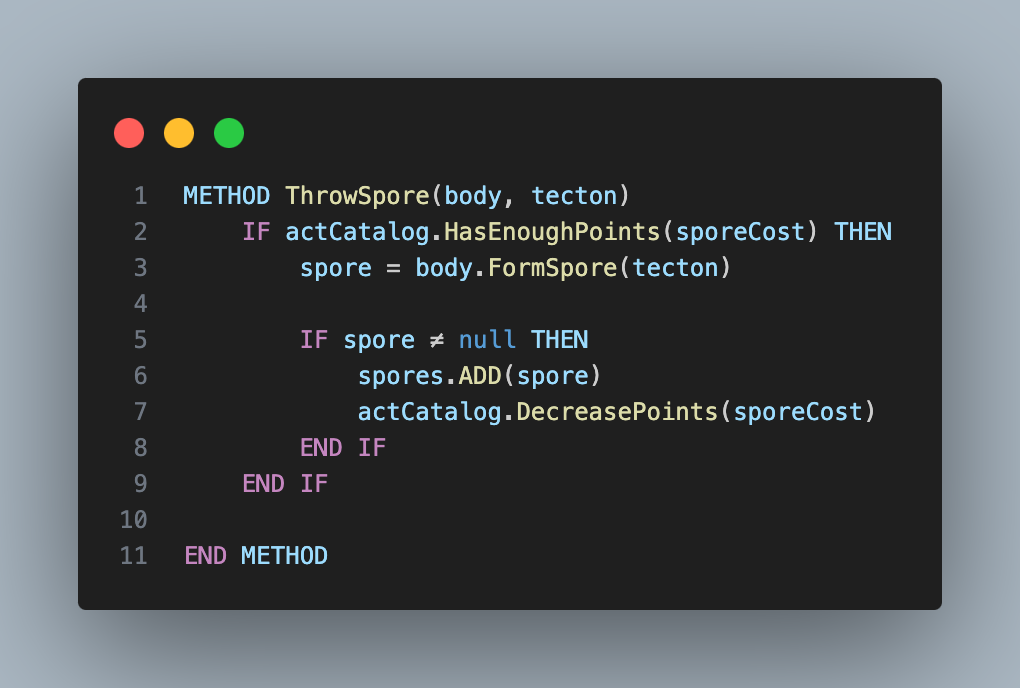 1 METHOD ThrowSpore(body, tecton)
2     IF actCatalog.HasEnoughPoints(sporeCost) THEN
3         spore = body.FormSpore(tecton)
4
5         IF spore ≠ null THEN
6             spores.ADD(spore)
7             actCatalog.DecreasePoints(sporeCost)
8         END IF
9     END IF
10
11 END METHOD